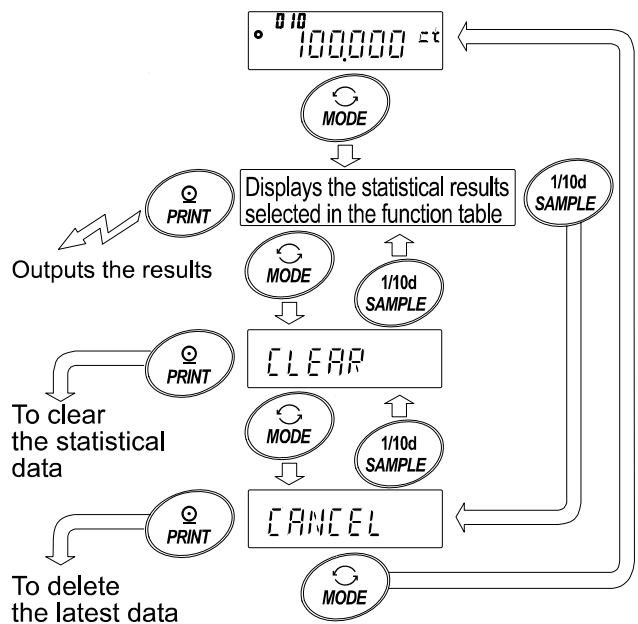 010
100.000 ct
MODE
Displays the statistical results
selected in the function table
1/10d
SAMPLE
PRINT
Outputs the results
MODE
1/10d
SAMPLE
PRINT
CLEAR
To clear
the statistical
data
MODE
1/10d
SAMPLE
PRINT
CANCEL
To delete
the latest data
MODE